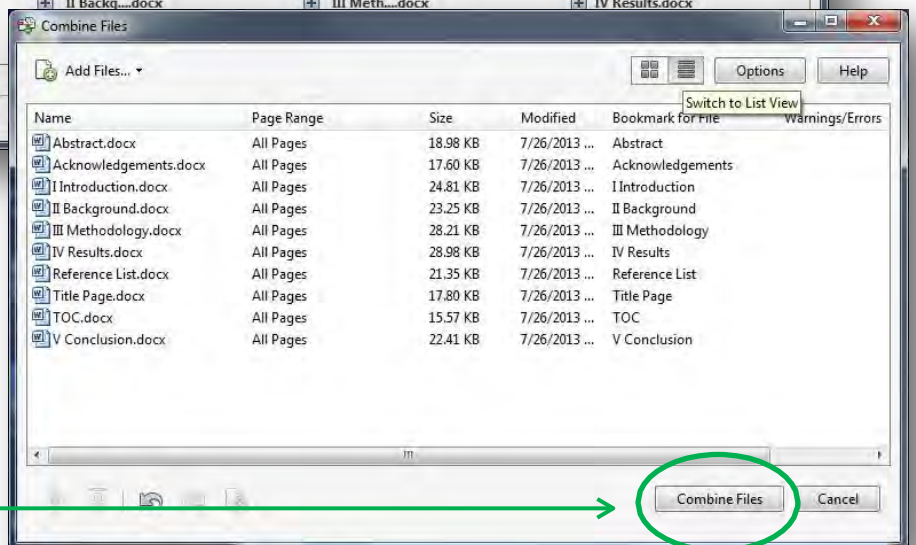 II Backg....docx III Meth....docx IV Results.docx
Combine Files
Add Files... Options Help
Switch to List View
Name Page Range Size Modified Bookmark for File Warnings/Errors
Abstract.docx All Pages 18.98 KB 7/26/2013 ... Abstract
Acknowledgements.docx All Pages 17.60 KB 7/26/2013 ... Acknowledgements
I Introduction.docx All Pages 24.81 KB 7/26/2013 ... I Introduction
II Background.docx All Pages 23.25 KB 7/26/2013 ... II Background
III Methodology.docx All Pages 28.21 KB 7/26/2013 ... III Methodology
IV Results.docx All Pages 28.98 KB 7/26/2013 ... IV Results
Reference List.docx All Pages 21.35 KB 7/26/2013 ... Reference List
Title Page.docx All Pages 17.80 KB 7/26/2013 ... Title Page
TOC.docx All Pages 15.57 KB 7/26/2013 ... TOC
V Conclusion.docx All Pages 22.41 KB 7/26/2013 ... V Conclusion
Combine Files Cancel